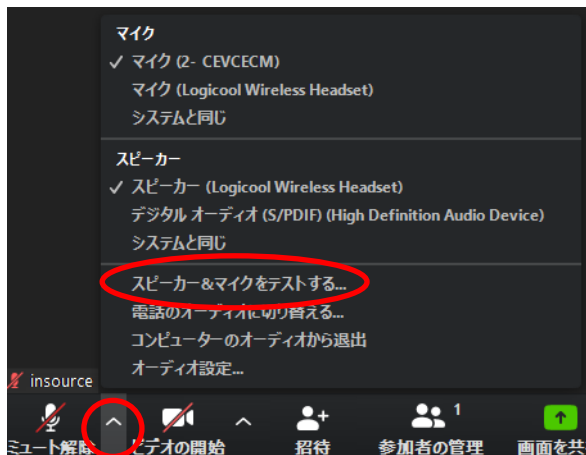 マイク
マイク (2- CEVCECM)
マイク (Logicool Wireless Headset)
システムと同じ
スピーカー
スピーカー (Logicool Wireless Headset)
デジタル オーディオ (S/PDIF) (High Definition Audio Device)
システムと同じ
スピーカー&マイクをテストする...
電話のオーディオに切り替える...
コンピューターのオーディオから退出
オーディオ設定...
insource
1
ミュート解除 ビデオの開始 招待 参加者の管理 画面を共